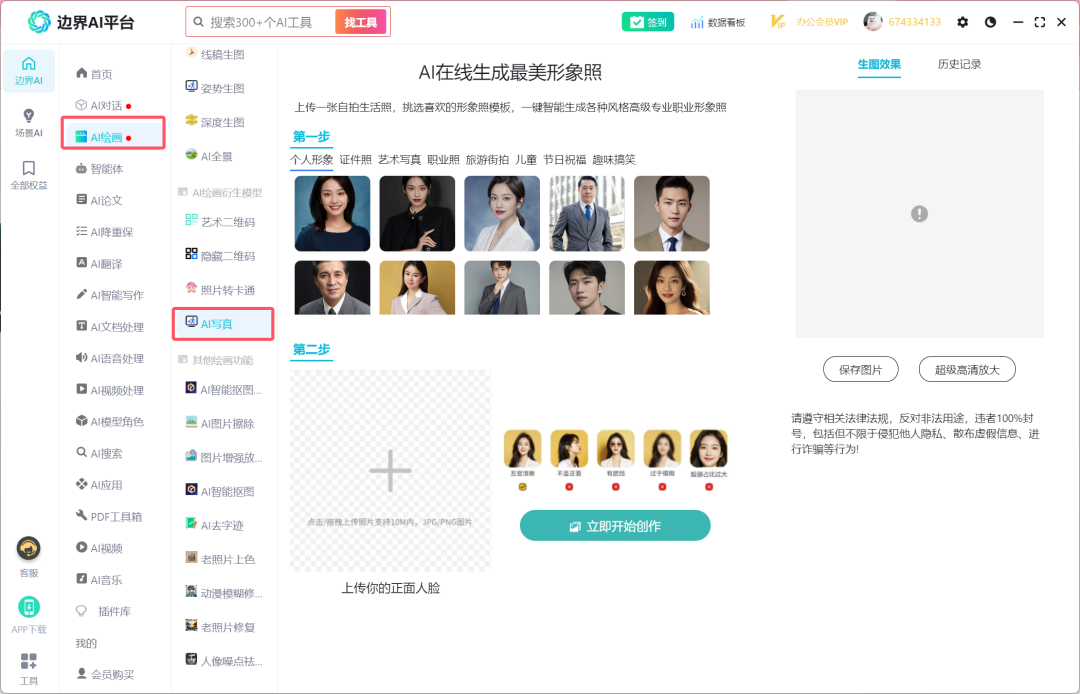 边界AI平台
搜索300+个AI工具
找工具
签到
数据看板
办公会员VIP
674334133
边界AI
场景AI
全部权益
客服
APP下载
工具
首页
AI对话
AI绘画
智能体
AI论文
AI降重保
AI翻译
AI智能写作
AI文档处理
AI语音处理
AI视频处理
AI模型角色
AI搜索
AI应用
PDF工具箱
AI视频
AI音乐
插件库
我的
会员购买
线稿生图
姿势生图
深度生图
AI全景
AI绘画衍生模型
艺术二维码
隐藏二维码
照片转卡通
AI写真
其他绘画功能
AI智能抠图...
AI图片擦除
图片增强放...
AI智能抠图
AI去字迹
老照片上色
动漫模糊修...
老照片修复
人像噪点祛...
AI在线生成最美形象照
上传一张自拍生活照，挑选喜欢的形象照模板，一键智能生成各种风格高级专业职业形象照
第一步
个人形象 证件照 艺术写真 职业照 旅游街拍 儿童 节日祝福 趣味搞笑
第二步
点击/拖拽上传照片支持10M内，JPG/PNG图片
上传你的正面人脸
五官清晰 不是正面 有遮挡 过于模糊 脸部占比过大
立即开始创作
生图效果 历史记录
保存图片 超级高清放大
请遵守相关法律法规，反对非法用途，违者100%封
号，包括但不限于侵犯他人隐私、散布虚假信息、进
行诈骗等行为!